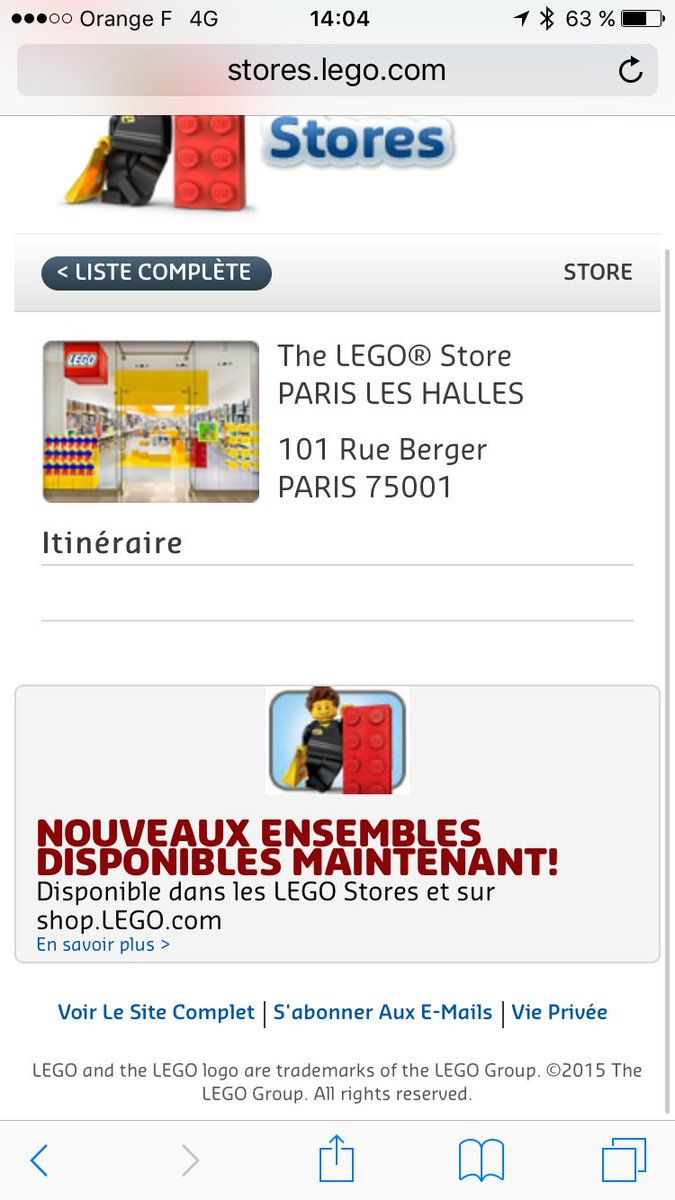 Orange F 4G 14:04 63 %
stores.lego.com
Stores
< LISTE COMPLÈTE STORE
LEGO
The LEGO® Store
PARIS LES HALLES
101 Rue Berger
PARIS 75001
Itinéraire
NOUVEAUX ENSEMBLES
DISPONIBLES MAINTENANT!
Disponible dans les LEGO Stores et sur
shop.LEGO.com
En savoir plus >
Voir Le Site Complet | S'abonner Aux E-Mails | Vie Privée
LEGO and the LEGO logo are trademarks of the LEGO Group. ©2015 The
LEGO Group. All rights reserved.